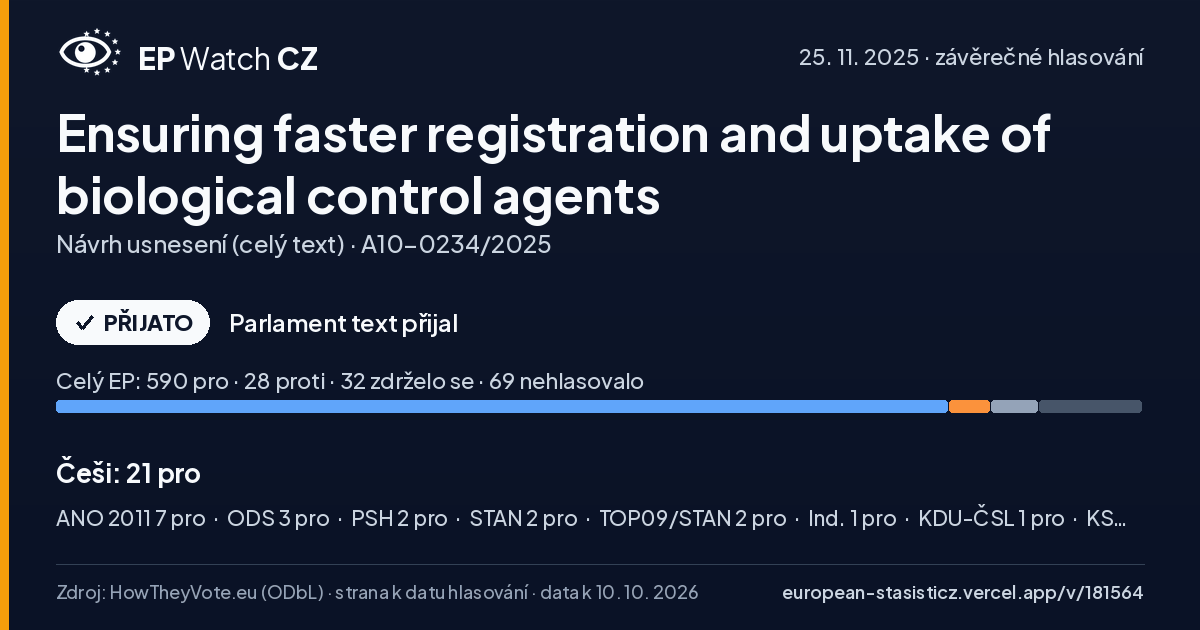 EP Watch CZ
25. 11. 2025 · závěrečné hlasování
Ensuring faster registration and uptake of
biological control agents
Návrh usnesení (celý text) · A10-0234/2025
✓ PŘIJATO
Parlament text přijal
Celý EP: 590 pro · 28 proti · 32 zdrželo se · 69 nehlasovalo
Češi: 21 pro
ANO 2011 7 pro · ODS 3 pro · PSH 2 pro · STAN 2 pro · TOP09/STAN 2 pro · Ind. 1 pro · KDU-ČSL 1 pro · KS…
Zdroj: HowTheyVote.eu (ODbL) · strana k datu hlasování · data k 10. 10. 2026
european-stasisticz.vercel.app/v/181564